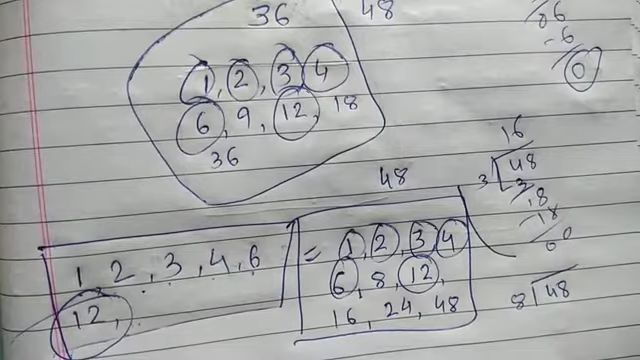 36
48
1, 2, 3, 4
6, 9, 12, 18
36
86
-6
0
16
3√48
3
18
-18
00
48
= 1, 2, 3, 4
6, 8, 12,
16, 24, 48
1, 2, 3, 4, 6
12,
8√48